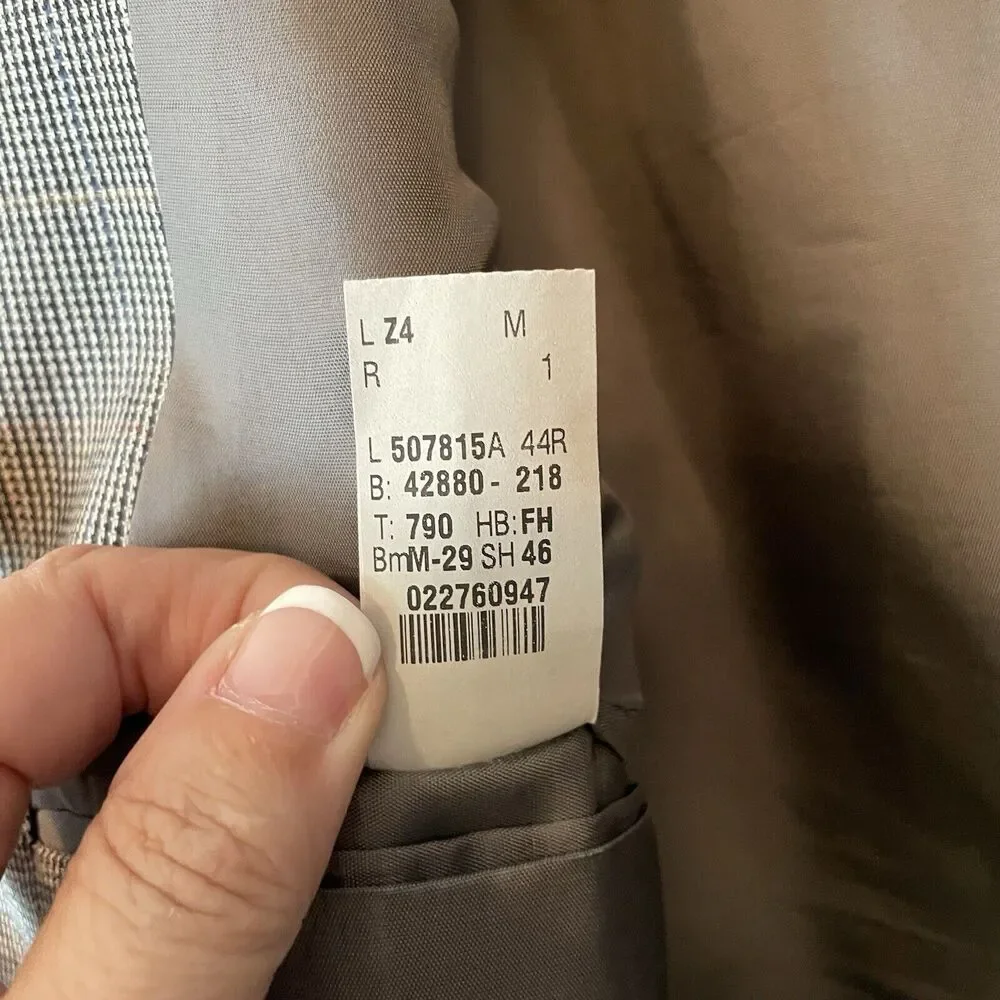 L Z4 M
R 1
L 507815A 44R
B: 42880 - 218
T: 790 HB: FH
BmM-29 SH 46
022760947